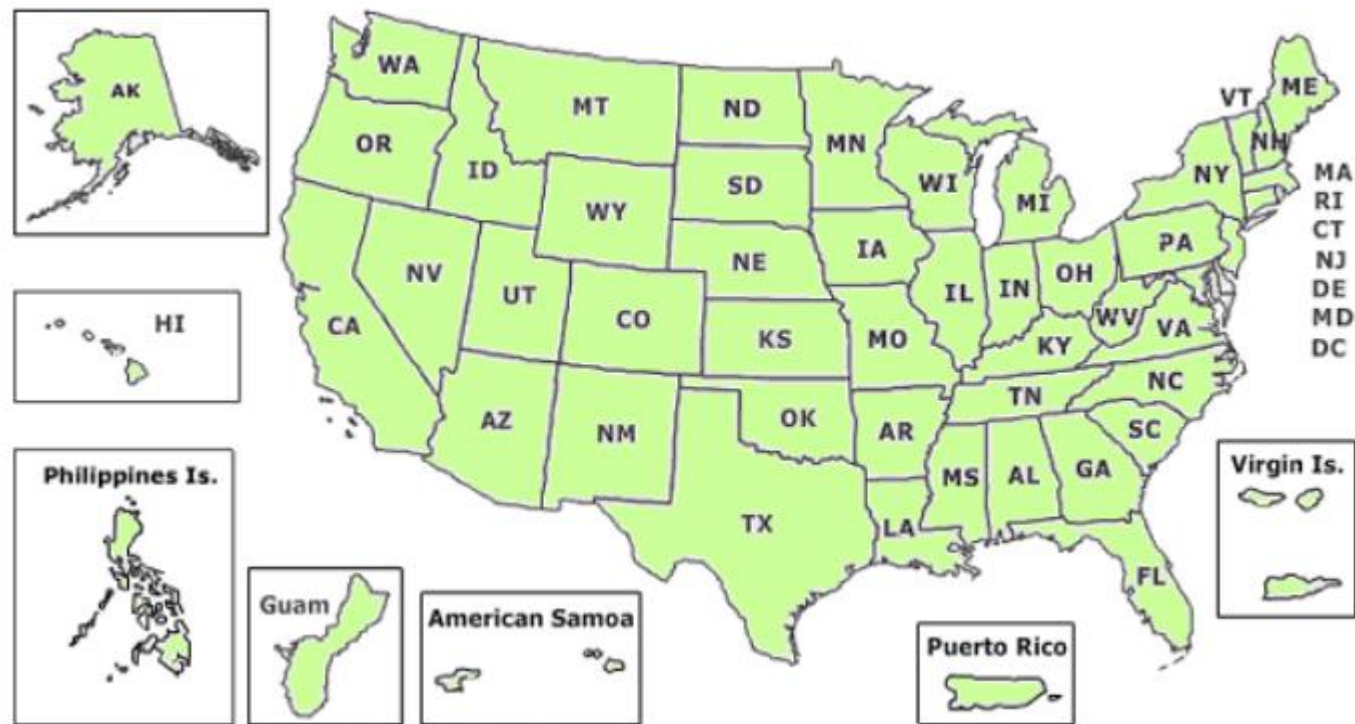 AK
HI
Philippines Is.
Guam
American Samoa
Puerto Rico
Virgin Is.
WA
MT
ND
MN
VT
ME
OR
ID
SD
WI
MI
NY
NH
MA
WY
RI
CT
NV
UT
NE
IA
PA
NJ
CA
CO
IL
IN
OH
DE
KS
MO
WV
VA
MD
KY
DC
AZ
NM
OK
AR
TN
NC
SC
TX
LA
MS
AL
GA
FL